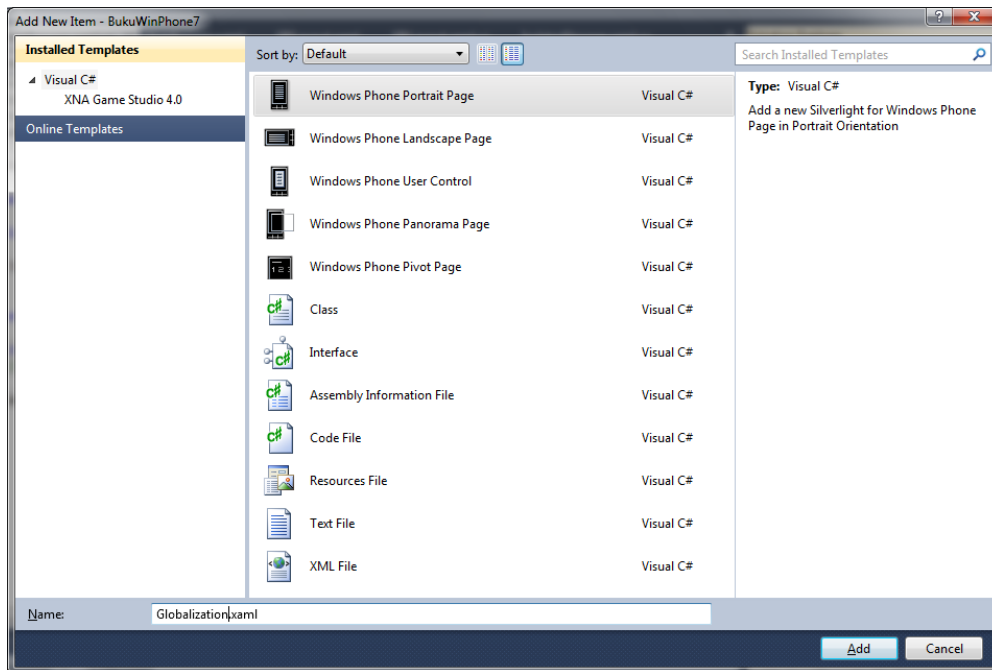 Add New Item - BukuWinPhone7
Installed Templates
Visual C#
XNA Game Studio 4.0
Online Templates
Sort by: Default
Search Installed Templates
Windows Phone Portrait Page Visual C#
Windows Phone Landscape Page Visual C#
Windows Phone User Control Visual C#
Windows Phone Panorama Page Visual C#
Windows Phone Pivot Page Visual C#
Class Visual C#
Interface Visual C#
Assembly Information File Visual C#
Code File Visual C#
Resources File Visual C#
Text File Visual C#
XML File Visual C#
Type: Visual C#
Add a new Silverlight for Windows Phone
Page in Portrait Orientation
Name: Globalization.xaml
Add Cancel